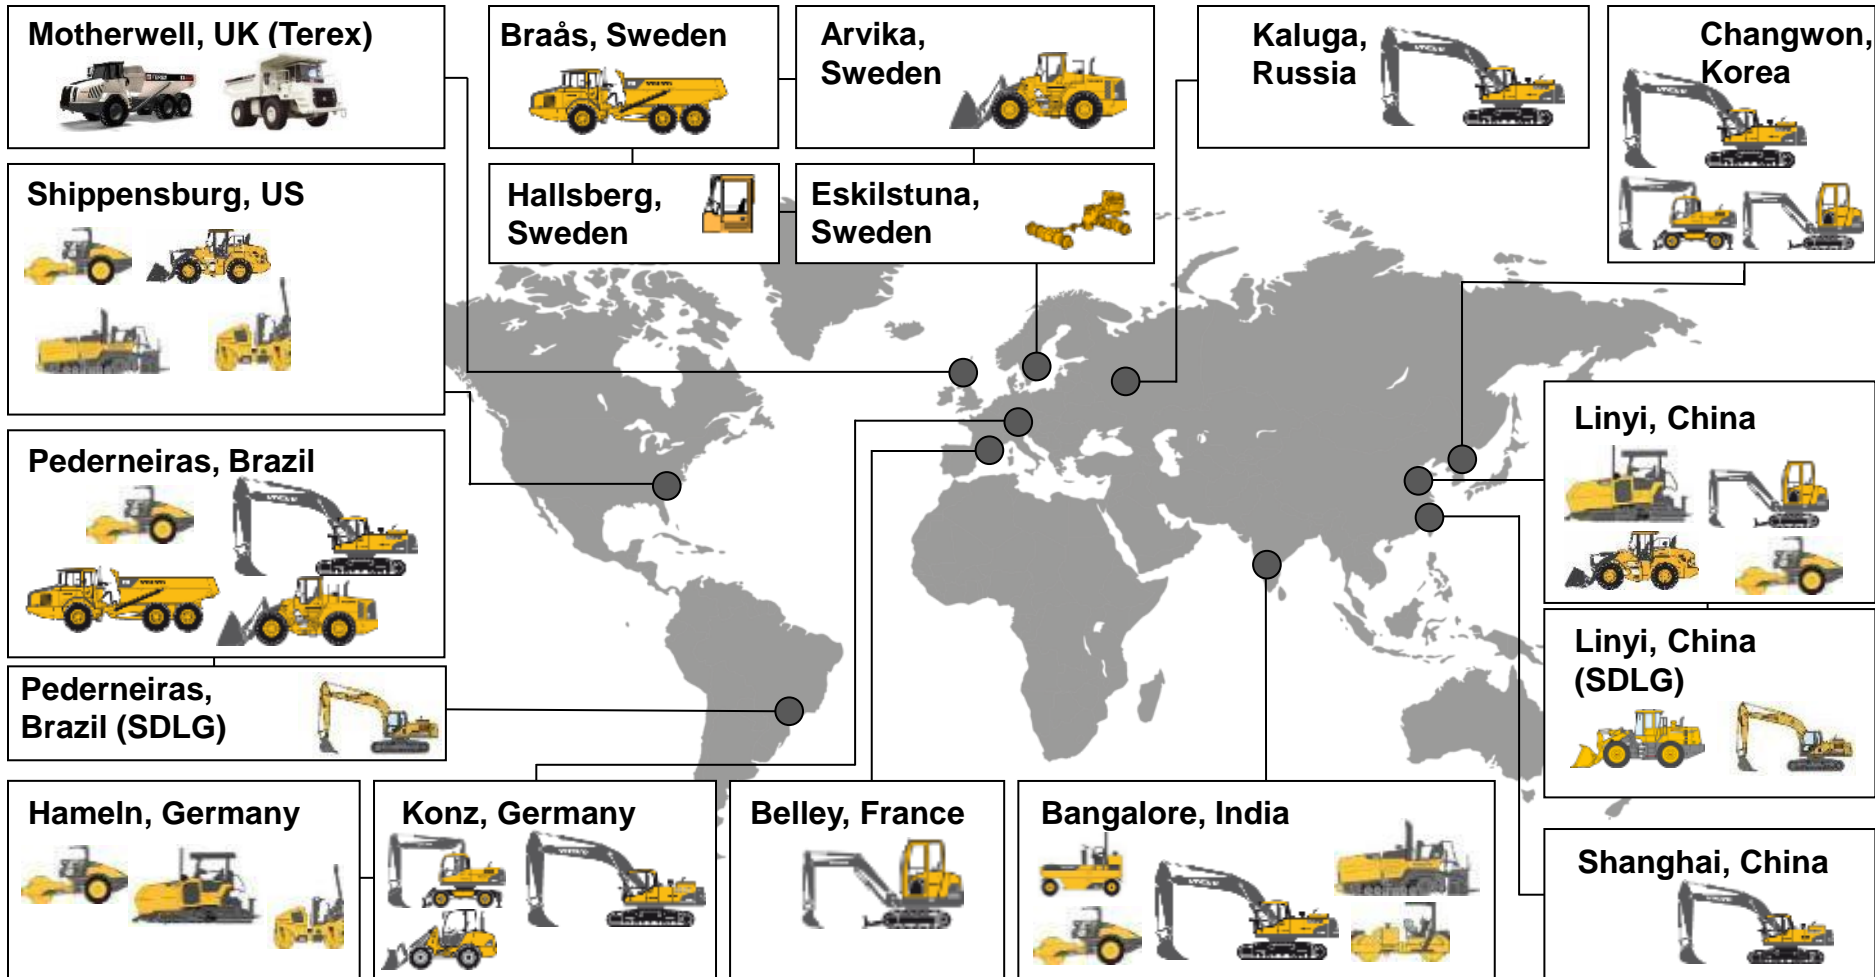 Motherwell, UK (Terex)
Braås, Sweden
Arvika,
Sweden
Kaluga,
Russia
Changwon,
Korea
Shippensburg, US
Hallsberg,
Sweden
Eskilstuna,
Sweden
Pederneiras, Brazil
Linyi, China
Pederneiras,
Brazil (SDLG)
Linyi, China
(SDLG)
Hameln, Germany
Konz, Germany
Belley, France
Bangalore, India
Shanghai, China